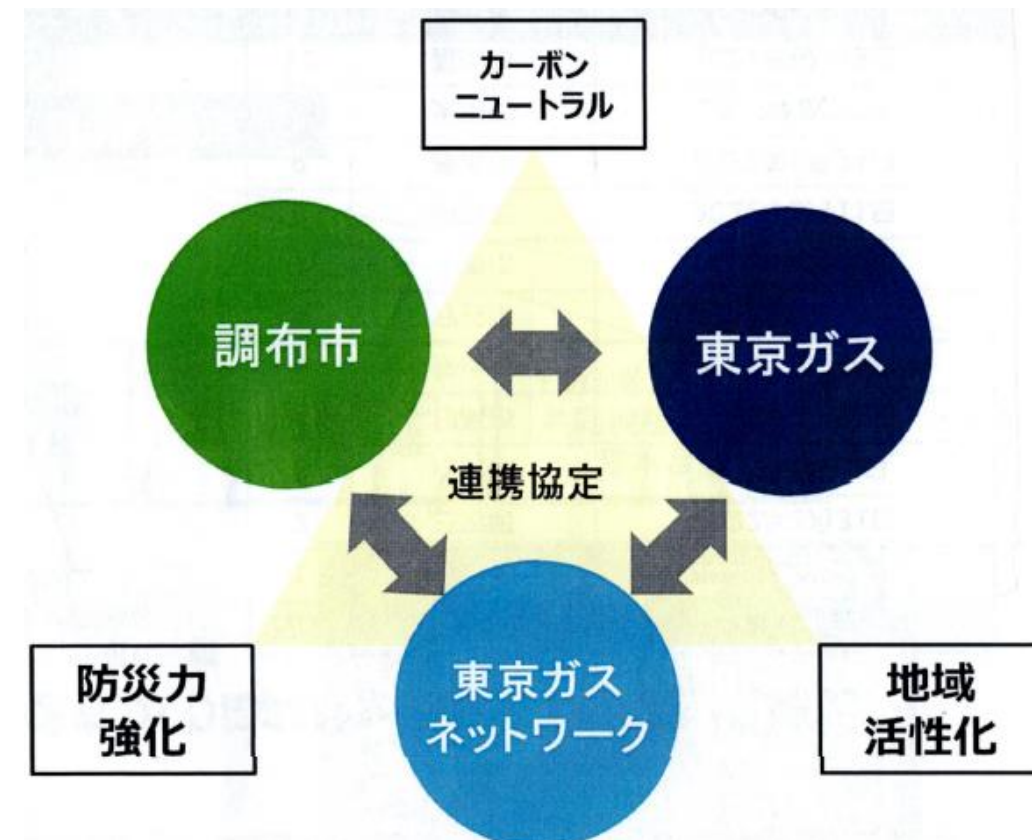 カーボン
ニュートラル
調布市
東京ガス
連携協定
東京ガス
ネットワーク
防災力
強化
地域
活性化